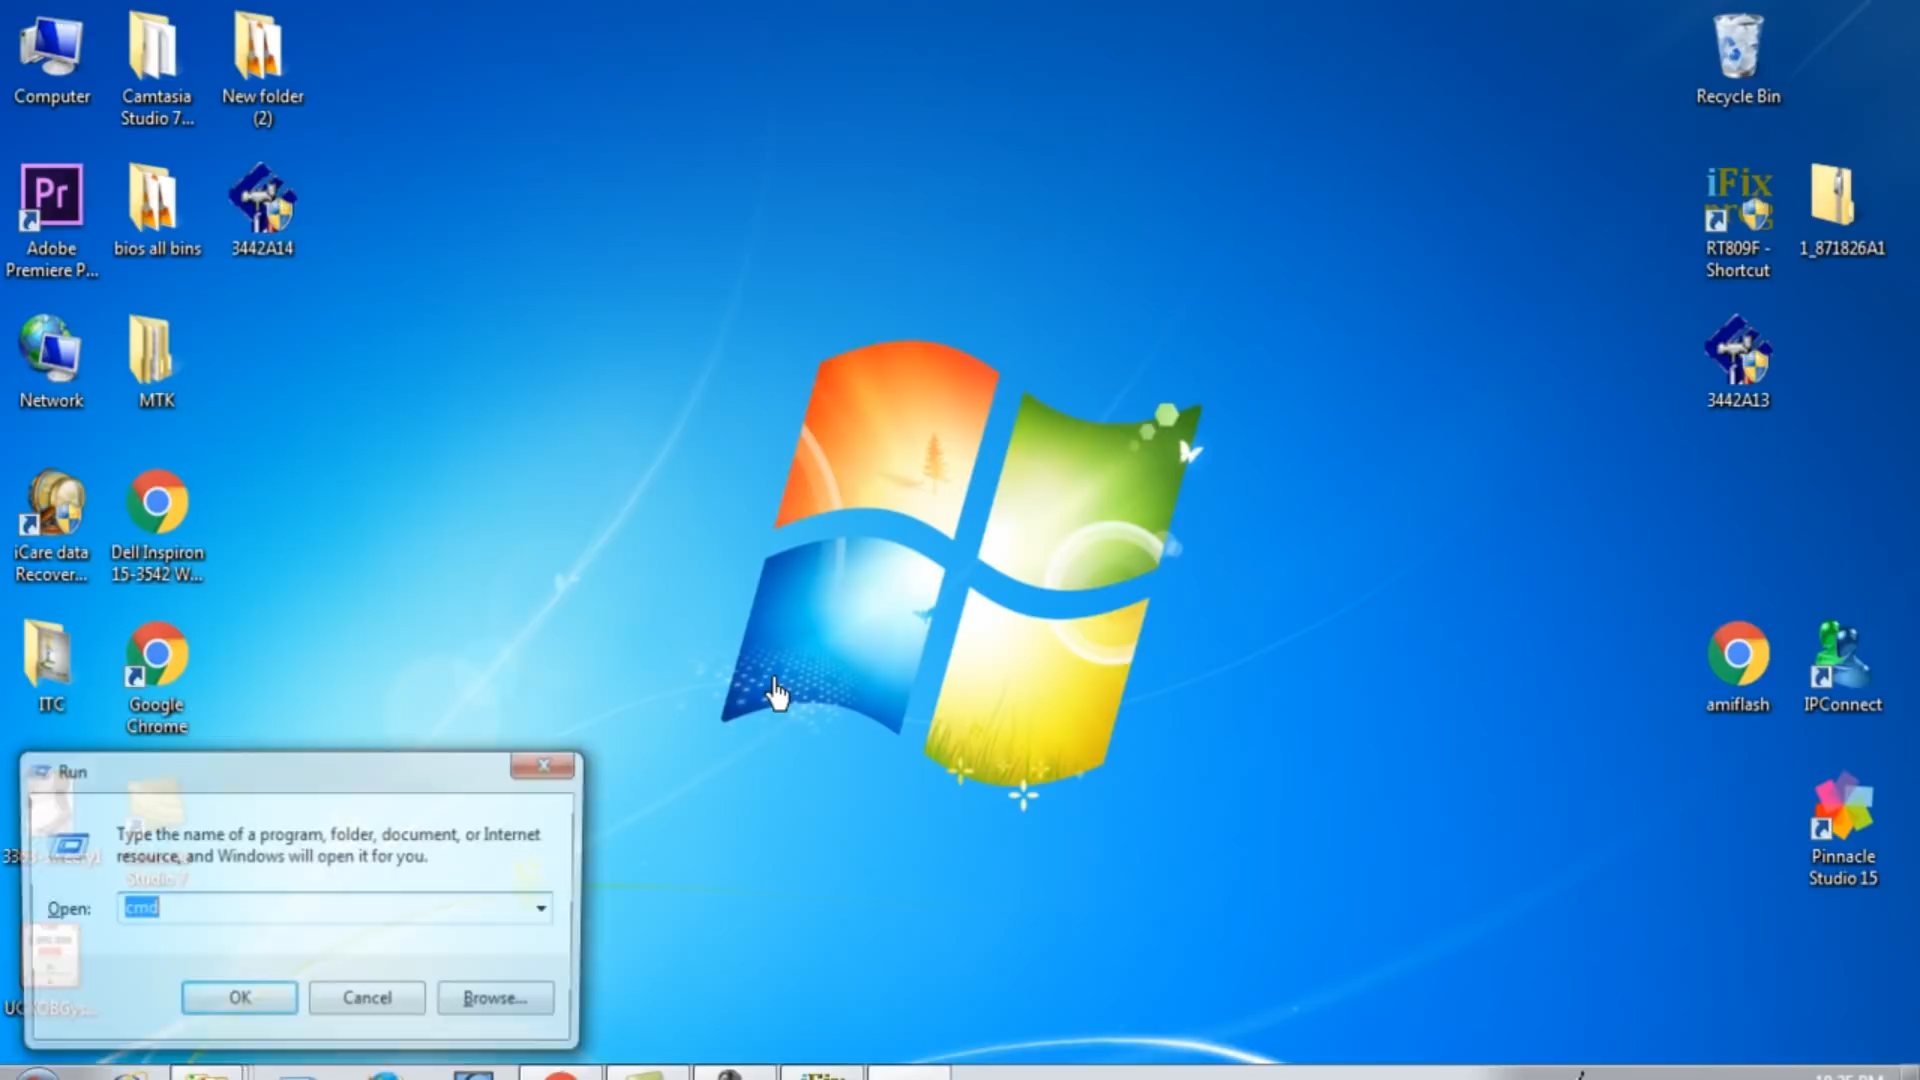 Computer
Camtasia
Studio 7...
New folder
(2)
Recycle Bin
Pr
Adobe
Premiere P...
bios all bins
3442A14
iFix
RT809F -
Shortcut
1_871826A1
Network
MTK
3442A13
iCare data
Recover...
Dell Inspiron
15-3542 W...
ITC
Google
Chrome
amiflash
IPConnect
Run
Type the name of a program, folder, document, or Internet
resource, and Windows will open it for you.
Studio 7
Open:
cmd
OK
Cancel
Browse...
Pinnacle
Studio 15